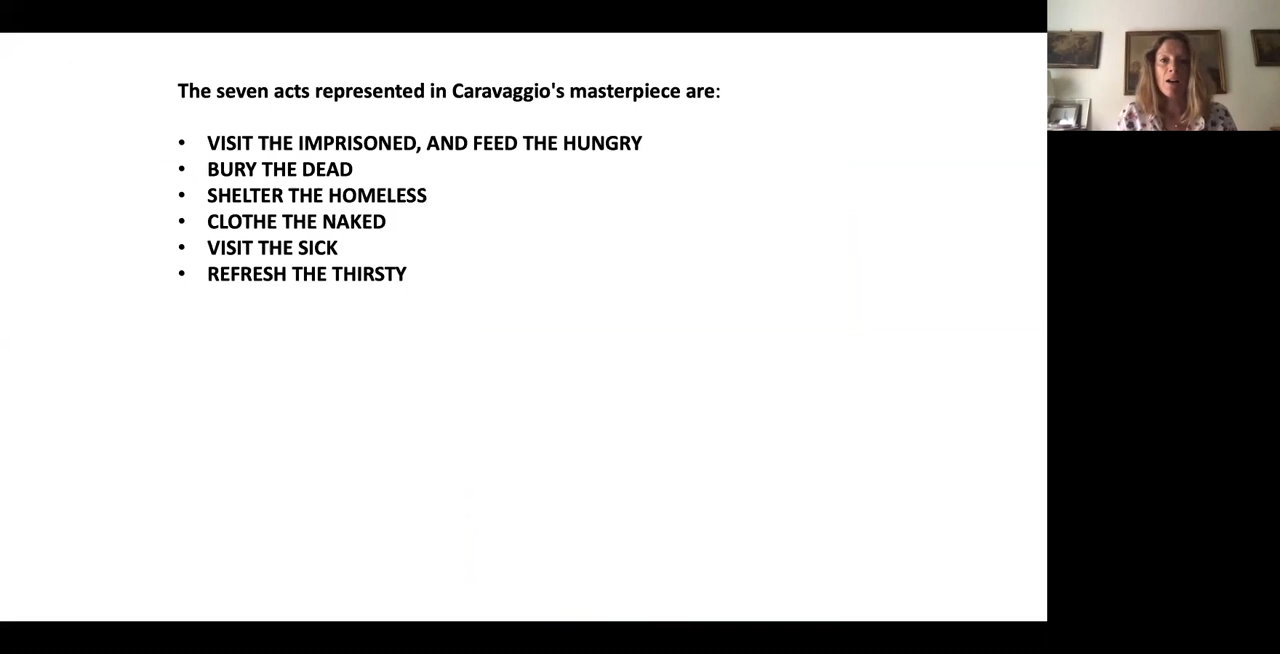 The seven acts represented in Caravaggio's masterpiece are:
• VISIT THE IMPRISONED, AND FEED THE HUNGRY
• BURY THE DEAD
• SHELTER THE HOMELESS
• CLOTHE THE NAKED
• VISIT THE SICK
• REFRESH THE THIRSTY